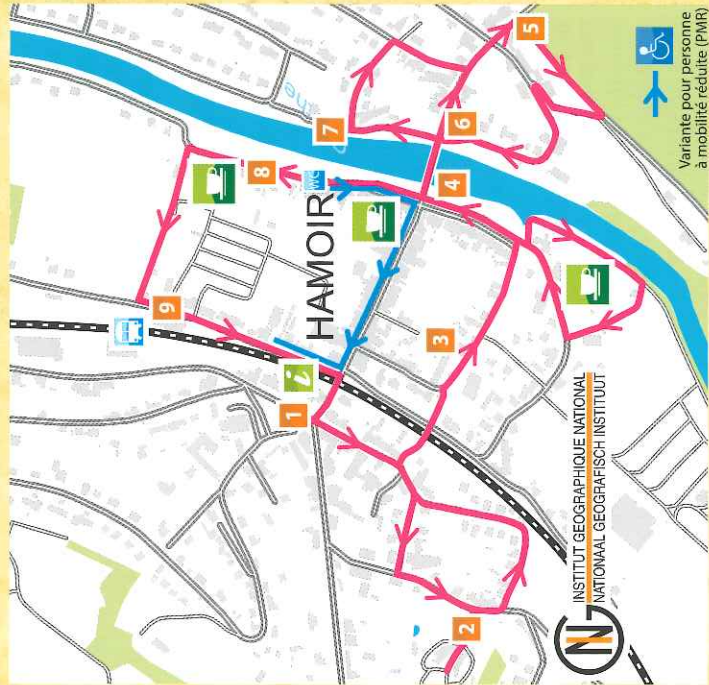 HAMOIR
1
2
3
4
5
6
7
8
9
i
WC
INSTITUT GEOGRAPHIQUE NATIONAL
NATIONAAL GEOGRAFISCH INSTITUUT
Variante pour personne
à mobilité réduite (PMR)